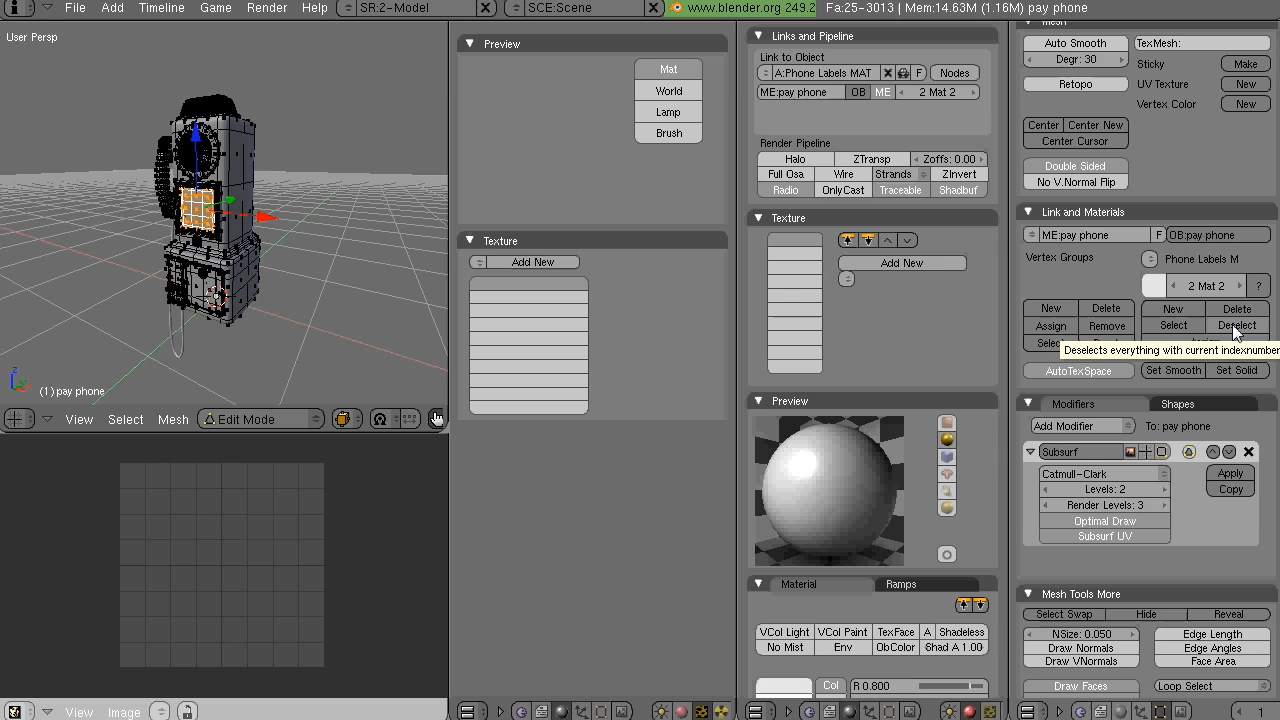 File Add Timeline Game Render Help SR:2-Model SCE:Scene www.blender.org 249.2 Fa:25-3013 | Mem:14.63M (1.16M) pay phone
User Persp
(1) pay phone
View Select Mesh Edit Mode
View Image
Preview
Mat
World
Lamp
Brush
Texture
Add New
Links and Pipeline
Link to Object
A:Phone Labels MAT F Nodes
ME:pay phone OB ME 2 Mat 2
Render Pipeline
Halo ZTransp Zoffs: 0.00
Full Osa Wire Strands ZInvert
Radio OnlyCast Traceable Shadbuf
Texture
Add New
Preview
Material Ramps
VCol Light VCol Paint TexFace A Shadeless
No Mist Env ObColor Shad A 1.00
Col R 0.800
Auto Smooth TexMesh:
Degr: 30 Sticky Make
Retopo UV Texture New
Vertex Color New
Center Center New
Center Cursor
Double Sided
No V.Normal Flip
Link and Materials
ME:pay phone F OB:pay phone
Vertex Groups Phone Labels M
2 Mat 2 ?
New Delete New Delete
Assign Remove Select Deselect
Deselects everything with current indexnumber
AutoTexSpace Set Smooth Set Solid
Modifiers Shapes
Add Modifier To: pay phone
Subsurf
Catmull-Clark Apply
Levels: 2 Copy
Render Levels: 3
Optimal Draw
Subsurf UV
Mesh Tools More
Select Swap Hide Reveal
NSize: 0.050 Edge Length
Draw Normals Edge Angles
Draw VNormals Face Area
Draw Faces Loop Select
1